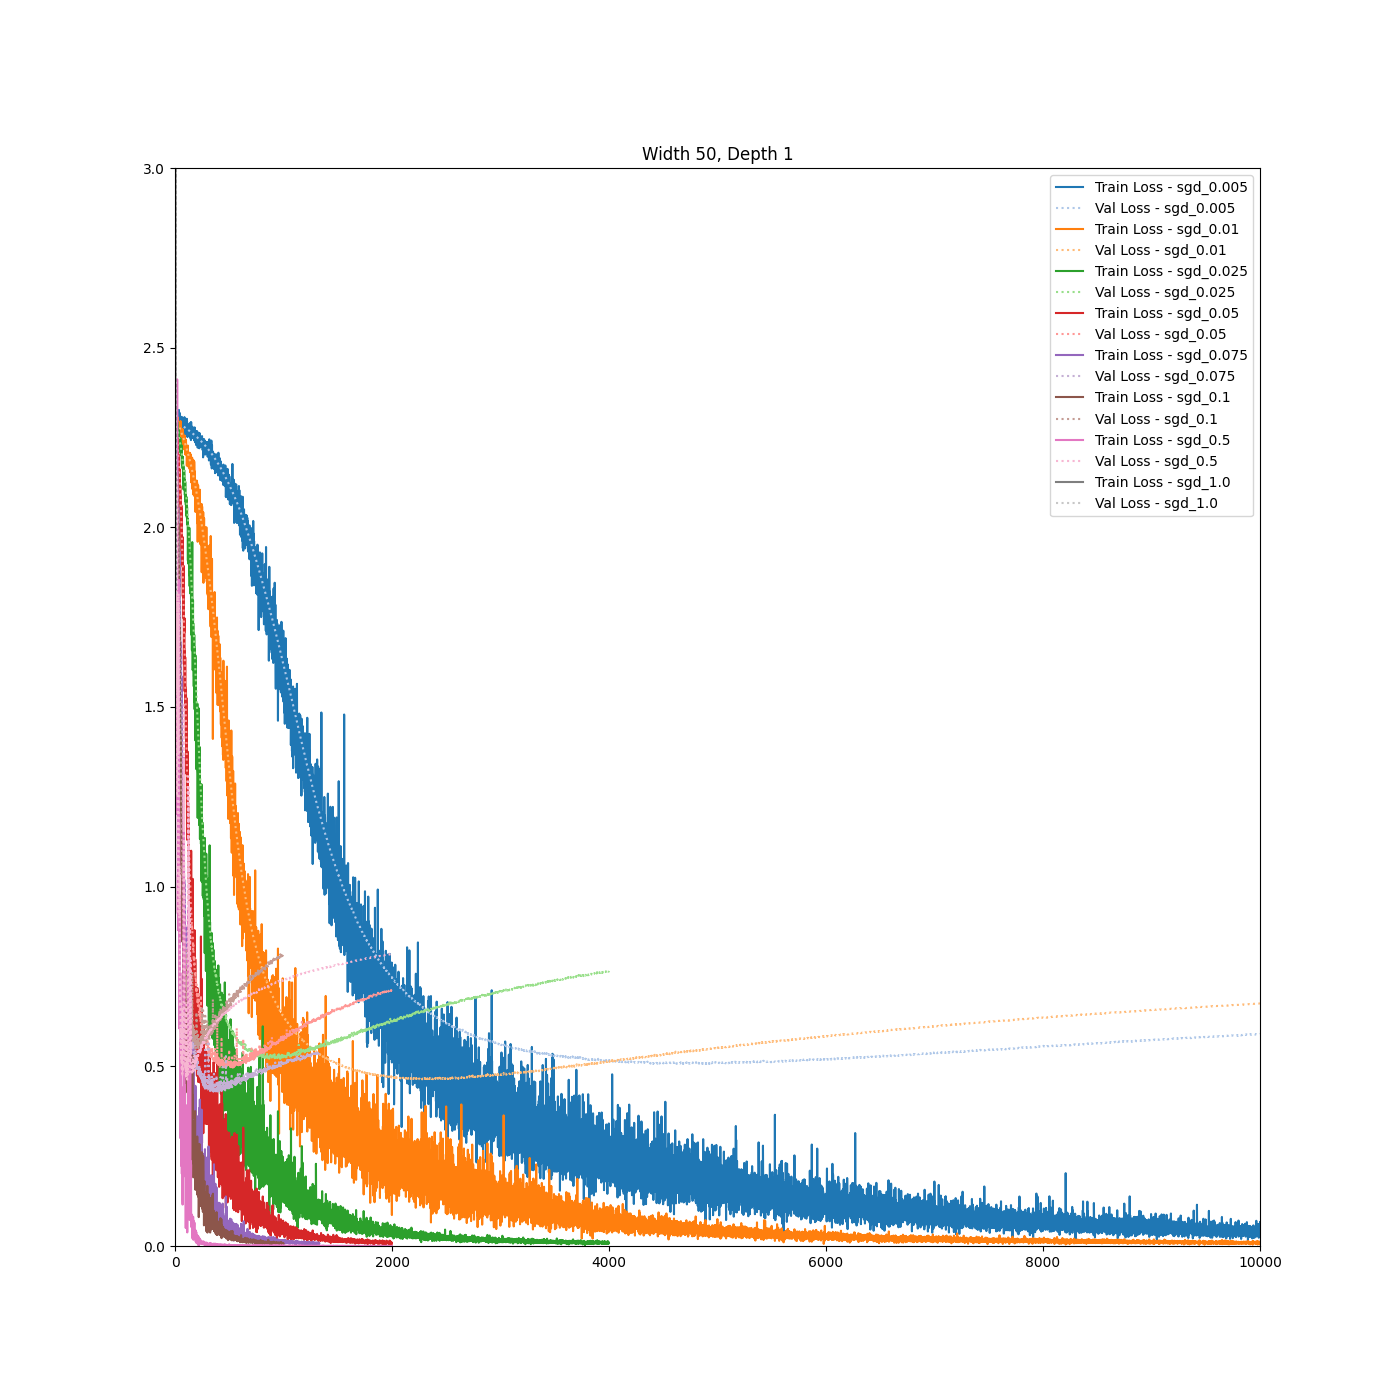 Width 50, Depth 1
3.0
2.5
2.0
1.5
1.0
0.5
0.0
0
2000
4000
6000
8000
10000
Train Loss - sgd_0.005
Val Loss - sgd_0.005
Train Loss - sgd_0.01
Val Loss - sgd_0.01
Train Loss - sgd_0.025
Val Loss - sgd_0.025
Train Loss - sgd_0.05
Val Loss - sgd_0.05
Train Loss - sgd_0.075
Val Loss - sgd_0.075
Train Loss - sgd_0.1
Val Loss - sgd_0.1
Train Loss - sgd_0.5
Val Loss - sgd_0.5
Train Loss - sgd_1.0
Val Loss - sgd_1.0